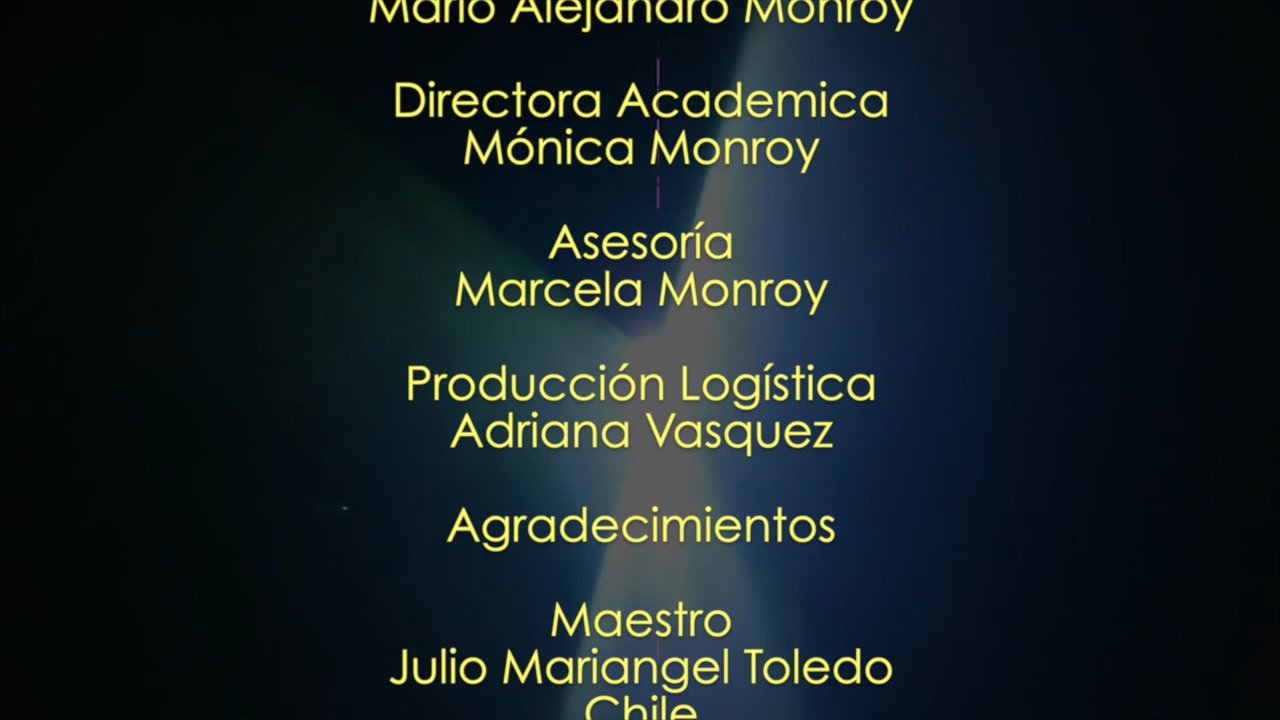 Mario Alejandro Monroy
Directora Academica
Mónica Monroy
Asesoría
Marcela Monroy
Producción Logística
Adriana Vasquez
Agradecimientos
Maestro
Julio Mariangel Toledo
Chile